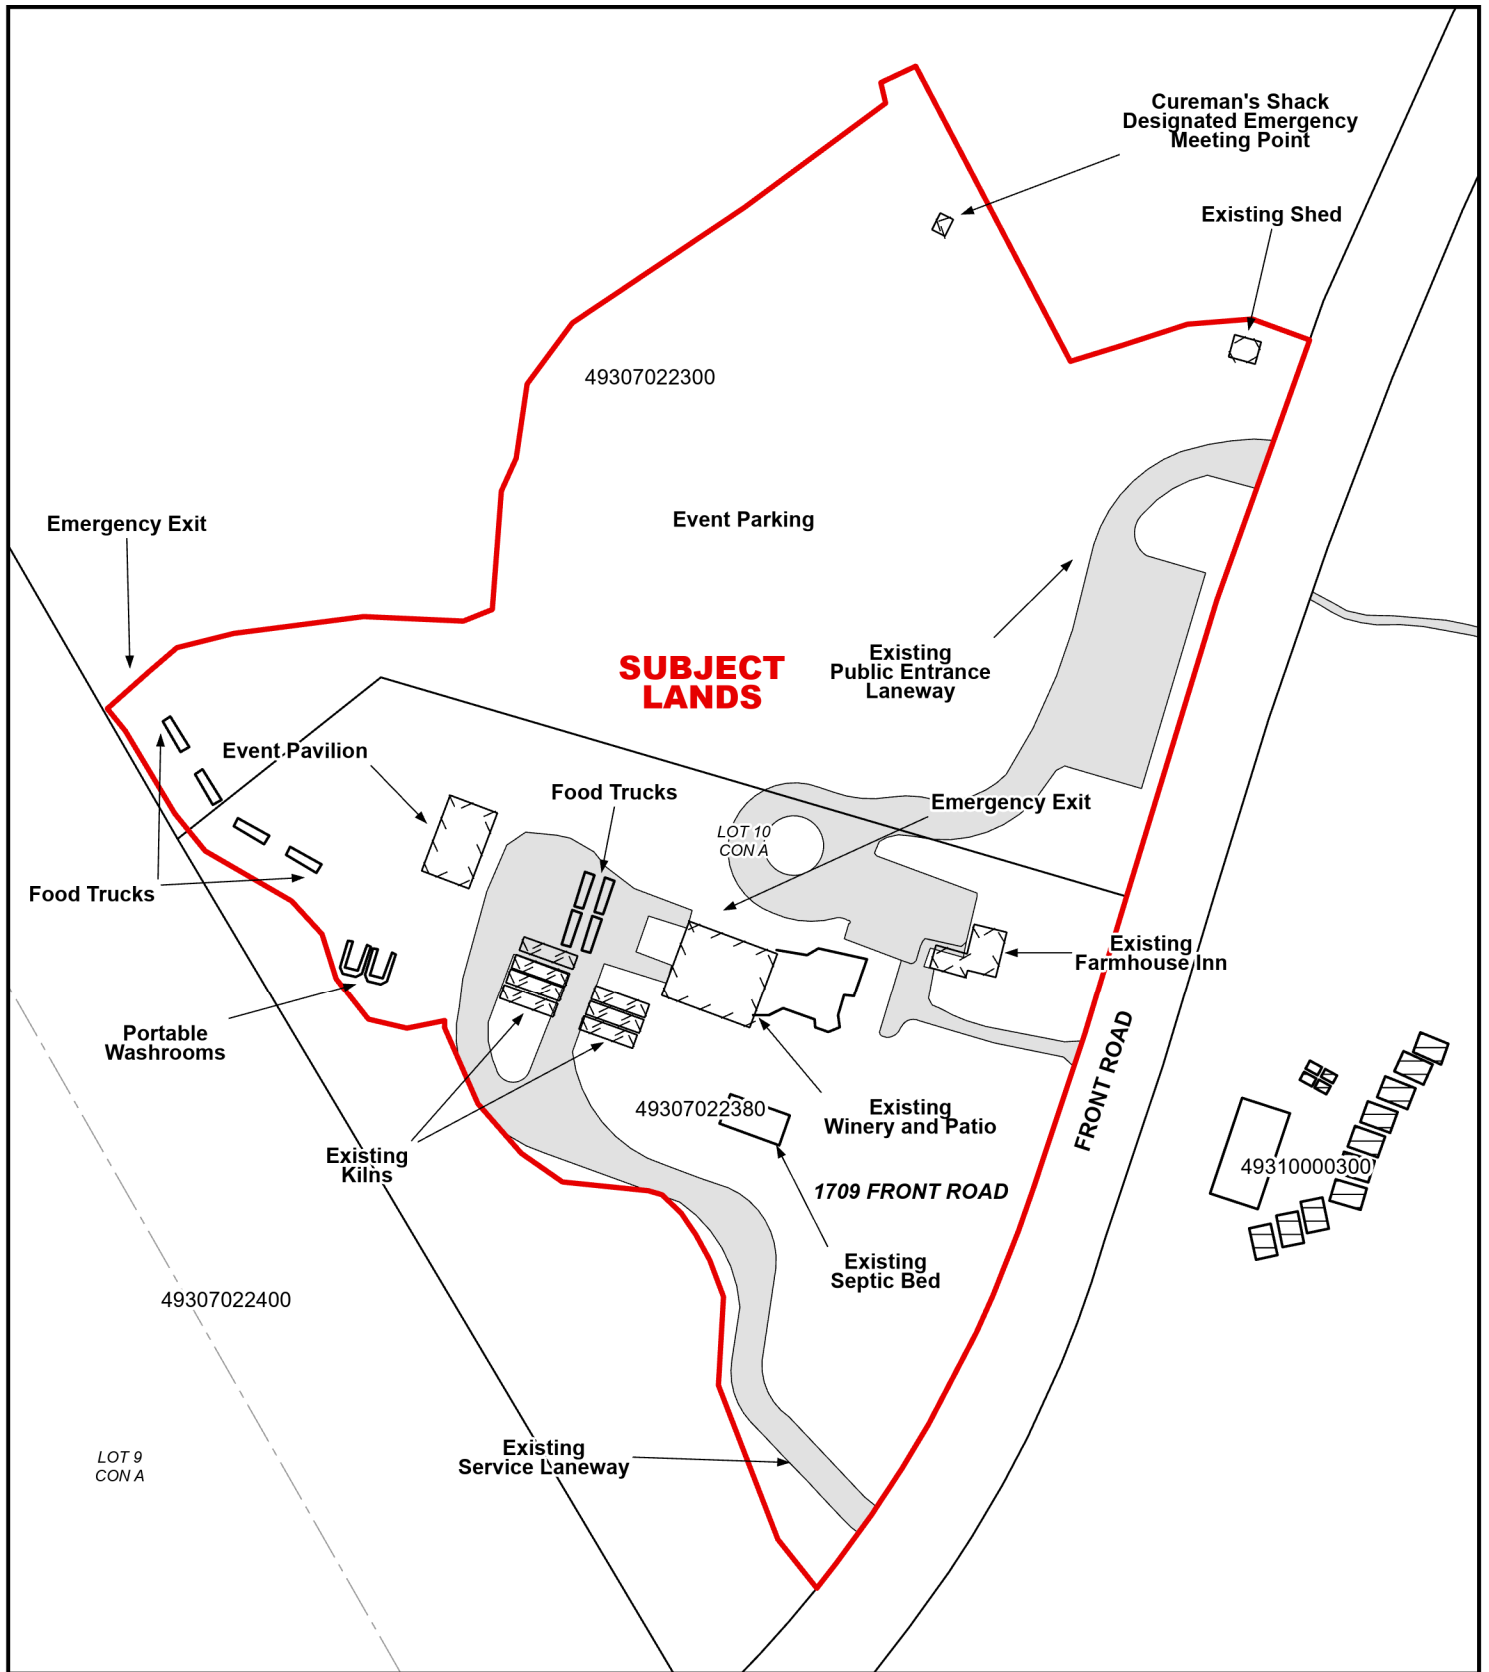 Cureman's Shack
Designated Emergency
Meeting Point
Existing Shed
49307022300
Event Parking
Emergency Exit
Existing
Public Entrance
Laneway
SUBJECT
LANDS
Event Pavilion
Food Trucks
Emergency Exit
LOT 10
CON A
Food Trucks
Existing
Farmhouse Inn
Portable
Washrooms
FRONT ROAD
49307022380
Existing
Winery and Patio
Existing
Kilns
49310000300
1709 FRONT ROAD
Existing
Septic Bed
49307022400
Existing
Service Laneway
LOT 9
CON A